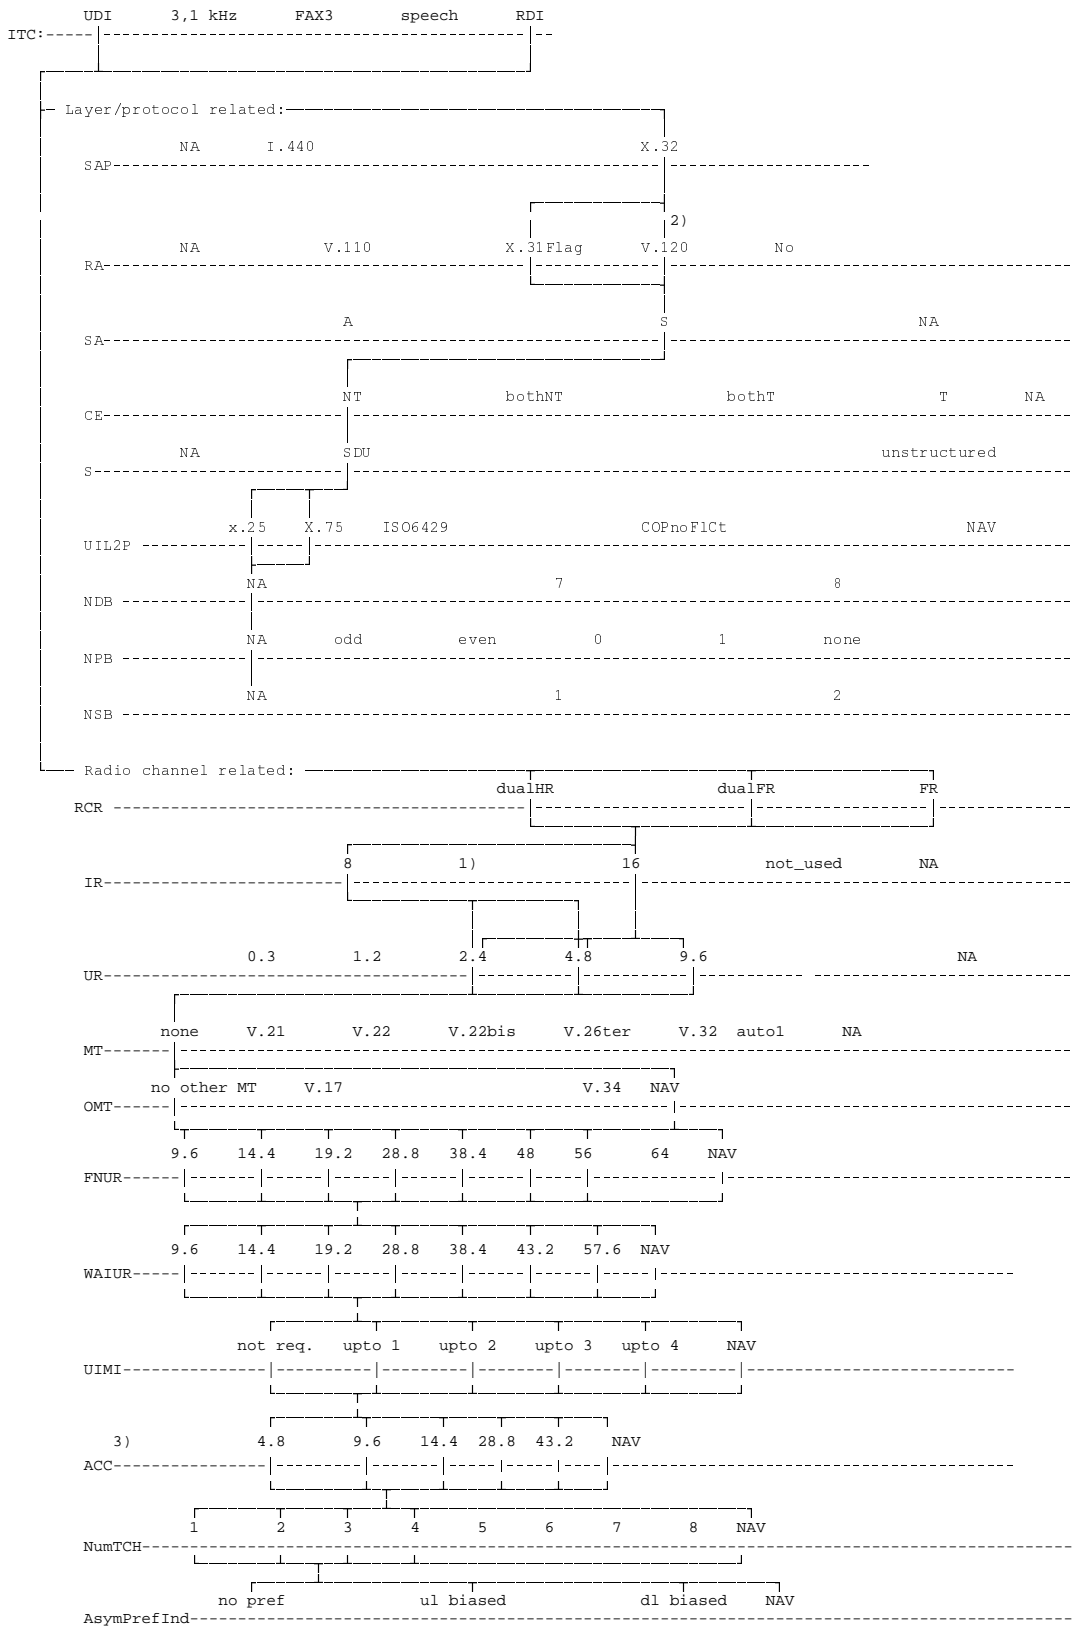 UDI 3,1 kHz FAX3 speech RDI
ITC:
Layer/protocol related:
NA I.440 X.32
SAP
2)
NA V.110 X.31Flag V.120 No
RA
A S NA
SA
NT bothNT bothT T NA
CE
NA SDU unstructured
S
x.25 X.75 ISO6429 COPnoFlCt NAV
UIL2P
NA 7 8
NDB
NA odd even 0 1 none
NPB
NA 1 2
NSB
Radio channel related:
dualHR dualFR FR
RCR
8 1) 16 not_used NA
IR
0.3 1.2 2.4 4.8 9.6 NA
UR
none V.21 V.22 V.22bis V.26ter V.32 auto1 NA
MT
no other MT V.17 V.34 NAV
OMT
9.6 14.4 19.2 28.8 38.4 48 56 64 NAV
FNUR
9.6 14.4 19.2 28.8 38.4 43.2 57.6 NAV
WAIUR
not req. upto 1 upto 2 upto 3 upto 4 NAV
UIMI
3) 4.8 9.6 14.4 28.8 43.2 NAV
ACC
1 2 3 4 5 6 7 8 NAV
NumTCH
no pref ul biased dl biased NAV
AsymPrefInd